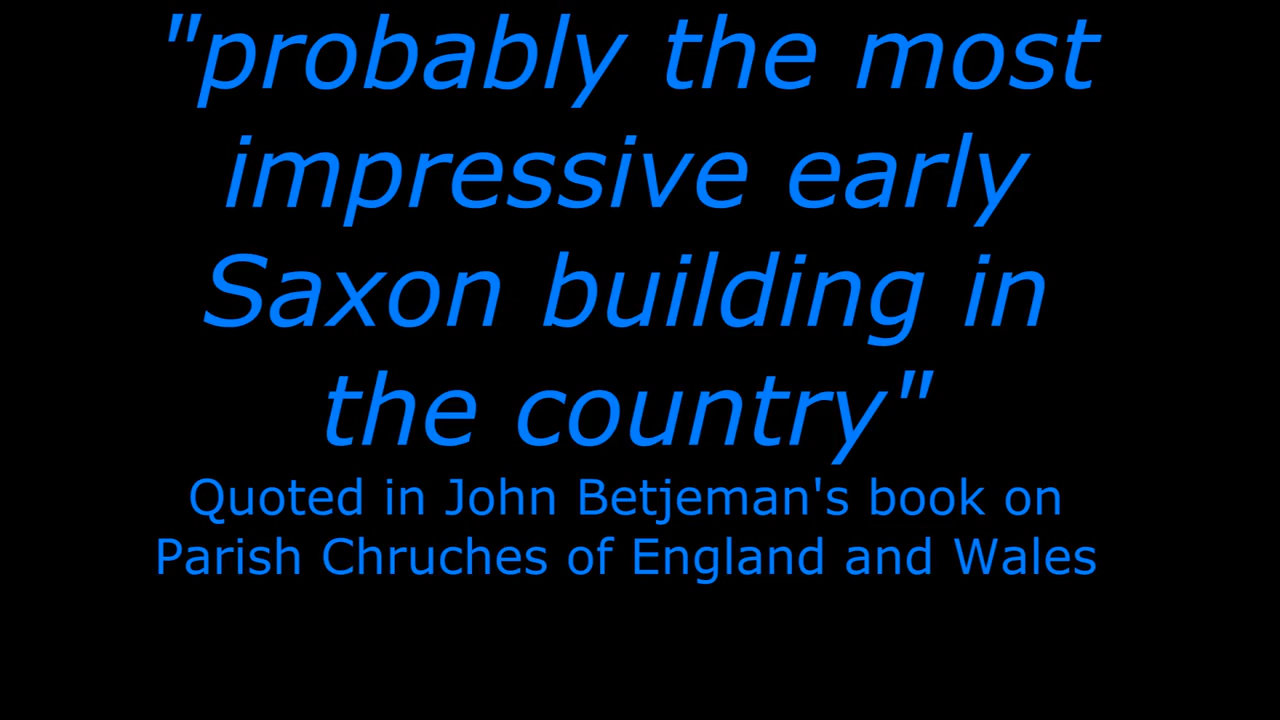 "probably the most
impressive early
Saxon building in
the country"
Quoted in John Betjeman's book on
Parish Chruches of England and Wales